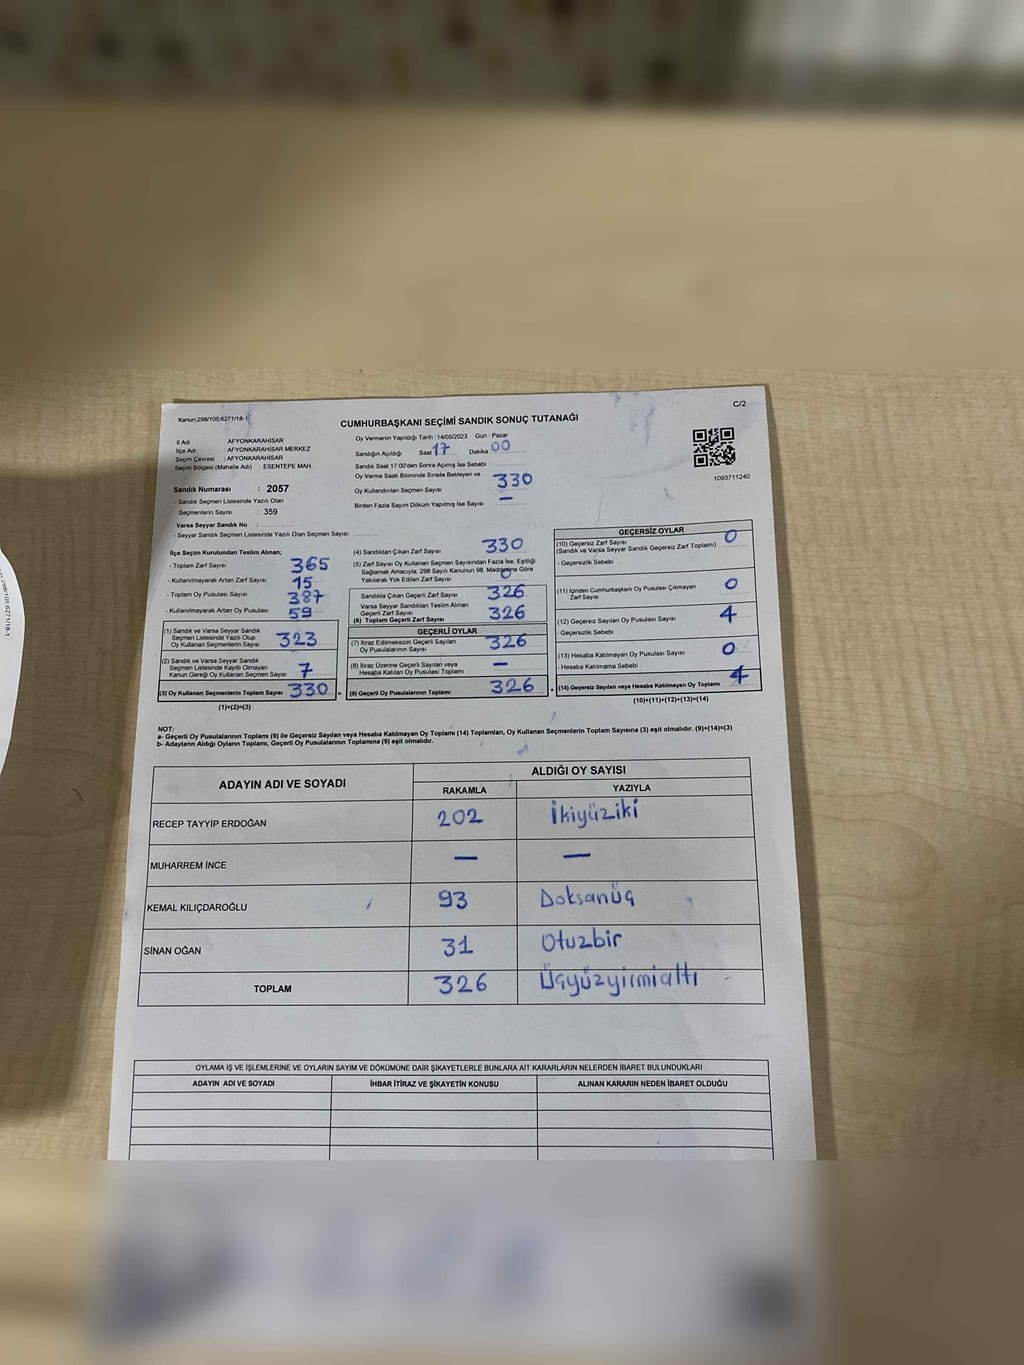 Kanun:298/105.6271/18-1
C/2
CUMHURBAŞKANI SEÇİMİ SANDIK SONUÇ TUTANAĞI
İl Adı : AFYONKARAHİSAR
İlçe Adı : AFYONKARAHİSAR MERKEZ
Seçim Çevresi : AFYONKARAHİSAR
Seçim Bölgesi (Mahalle Adı) : ESENTEPE MAH.
Sandık Numarası : 2057
- Sandık Seçmen Listesinde Yazılı Olan
Seçmenlerin Sayısı : 359
Varsa Seyyar Sandık No :
- Seyyar Sandık Seçmen Listesinde Yazılı Olan Seçmen Sayısı
Oy Vermenin Yapıldığı Tarih :14/05/2023 Gün : Pazar
Sandığın Açıldığı Saat 17 Dakika 00
Sandık Saat 17:00'den Sonra Açımış İse Sebebi
Oy Verme Saati Bitiminde Sırada Bekleyen ve
Oy Kullandırılan Seçmen Sayısı 330
Birden Fazla Sayım Döküm Yapılmış İse Sayısı —
1093711240
İlçe Seçim Kurulundan Teslim Alınan;
- Toplam Zarf Sayısı 365
- Kullanılmayarak Artan Zarf Sayısı 15
- Toplam Oy Pusulası Sayısı 387
- Kullanılmayarak Artan Oy Pusulası 59
(1) Sandık ve Varsa Seyyar Sandık
Seçmen Listesinde Yazılı Olup
Oy Kullanan Seçmenlerin Sayısı 323
(2) Sandık ve Varsa Seyyar Sandık
Seçmen Listesinde Kayıtlı Olmayan
Kanun Gereği Oy Kullanan Seçmen Sayısı 7
(3) Oy Kullanan Seçmenlerin Toplam Sayısı 330 =
(1)+(2)=(3)
(4) Sandıktan Çıkan Zarf Sayısı 330
(5) Zarf Sayısı Oy Kullanan Seçmen Sayısından Fazla İse, Eşitliği
Sağlamak Amacıyla; 298 Sayılı Kanunun 98. Maddesine Göre
Yakılarak Yok Edilen Zarf Sayısı 0
Sandıkta Çıkan Geçerli Zarf Sayısı 326
Varsa Seyyar Sandıktan Teslim Alınan
Geçerli Zarf Sayısı
(6) Toplam Geçerli Zarf Sayısı 326
GEÇERLİ OYLAR
(7) İtiraz Edilmeksizin Geçerli Sayılan
Oy Pusulalarının Sayısı 326
(8) İtiraz Üzerine Geçerli Sayılan veya
Hesaba Katılan Oy Pusulası Toplamı —
(9) Geçerli Oy Pusulalarının Toplamı 326 +
GEÇERSİZ OYLAR
(10) Geçersiz Zarf Sayısı 0
(Sandık ve Varsa Seyyar Sandık Geçersiz Zarf Toplamı)
- Geçersizlik Sebebi
(11) İçinden Cumhurbaşkanı Oy Pusulası Çıkmayan
Zarf Sayısı 0
(12) Geçersiz Sayılan Oy Pusulası Sayısı 4
- Geçersizlik Sebebi
(13) Hesaba Katılmayan Oy Pusulası Sayısı 0
- Hesaba Katılmama Sebebi
(14) Geçersiz Sayılan veya Hesaba Katılmayan Oy Toplamı 4
(10)+(11)+(12)+(13)=(14)
NOT:
a- Geçerli Oy Pusulalarının Toplamı (9) ile Geçersiz Sayılan veya Hesaba Katılmayan Oy Toplamı (14) Toplamları, Oy Kullanan Seçmenlerin Toplam Sayısına (3) eşit olmalıdır. (9)+(14)=(3)
b- Adayların Aldığı Oyların Toplamı, Geçerli Oy Pusulalarının Toplamına (9) eşit olmalıdır.
ADAYIN ADI VE SOYADI
ALDIĞI OY SAYISI
RAKAMLA YAZIYLA
RECEP TAYYİP ERDOĞAN 202 İkiyüziki
MUHARREM İNCE — —
KEMAL KILIÇDAROĞLU 93 Doksanüç
SİNAN OĞAN 31 Otuzbir
TOPLAM 326 Üçyüzyirmialtı
OYLAMA İŞ VE İŞLEMLERİNE VE OYLARIN SAYIM VE DÖKÜMÜNE DAİR ŞİKAYETLERLE BUNLARA AİT KARARLARIN NELERDEN İBARET BULUNDUKLARI
ADAYIN ADI VE SOYADI İHBAR İTİRAZ VE ŞİKAYETİN KONUSU ALINAN KARARIN NEDEN İBARET OLDUĞU